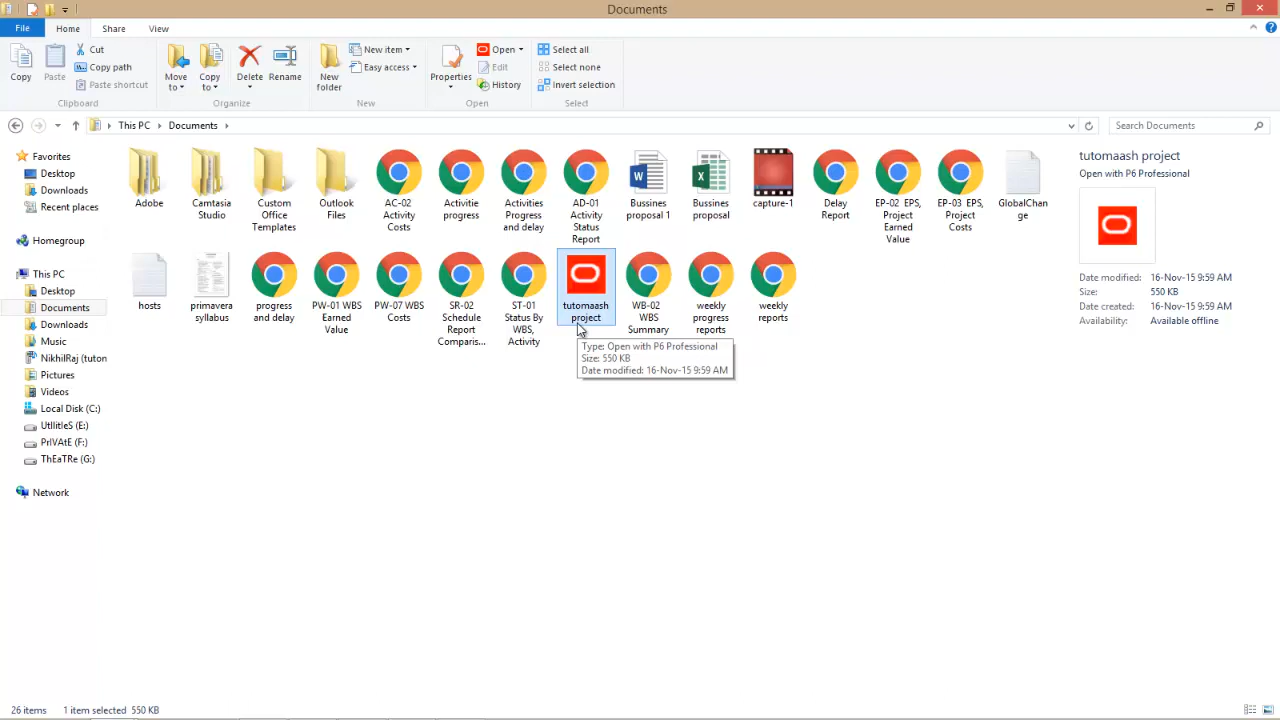 Documents
File
Home
Share
View
Copy
Paste
Cut
Copy path
Paste shortcut
Clipboard
Move to
Copy to
Delete
Rename
Organize
New folder
New item
Easy access
New
Properties
Open
Edit
History
Open
Select all
Select none
Invert selection
Select
This PC
Documents
Search Documents
Favorites
Desktop
Downloads
Recent places
Homegroup
This PC
Desktop
Documents
Downloads
Music
NikhilRaj (tuton
Pictures
Videos
Local Disk (C:)
UtIlitIeS (E:)
PrIVAtE (F:)
ThEaTRe (G:)
Network
Adobe
Camtasia
Studio
Custom
Office
Templates
Outlook
Files
AC-02
Activity
Costs
Activitie
progress
Activities
Progress
and delay
AD-01
Activity
Status
Report
Bussines
proposal 1
Bussines
proposal
capture-1
Delay
Report
EP-02 EPS,
Project
Earned
Value
EP-03 EPS,
Project
Costs
GlobalChan
ge
hosts
primavera
syllabus
progress
and delay
PW-01 WBS
Earned
Value
PW-07 WBS
Costs
SR-02
Schedule
Report
Comparis...
ST-01
Status By
WBS,
Activity
tutomaash
project
WB-02
WBS
Summary
weekly
progress
reports
weekly
reports
Type: Open with P6 Professional
Size: 550 KB
Date modified: 16-Nov-15 9:59 AM
tutomaash project
Open with P6 Professional
Date modified: 16-Nov-15 9:59 AM
Size: 550 KB
Date created: 16-Nov-15 9:59 AM
Availability: Available offline
26 items
1 item selected 550 KB